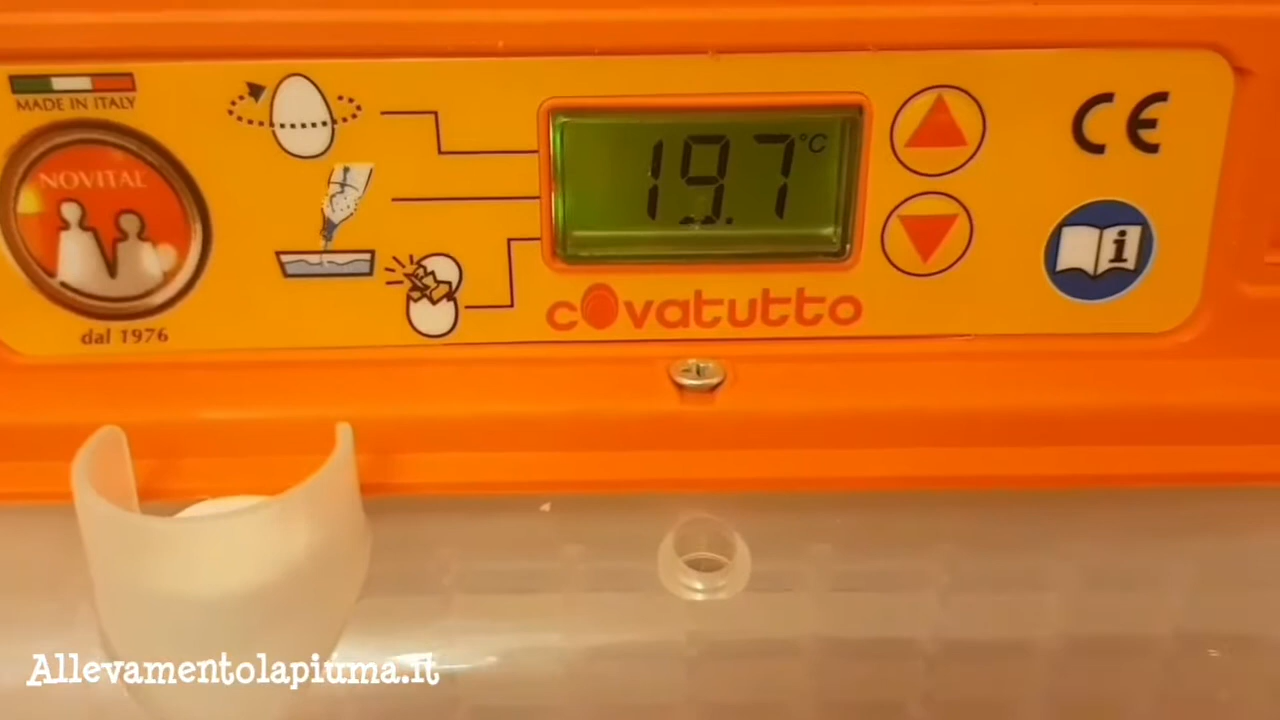 MADE IN ITALY
NOVITAL
dal 1976
19.7 °C
covatutto
CE
i
Allevamentolapiuma.it